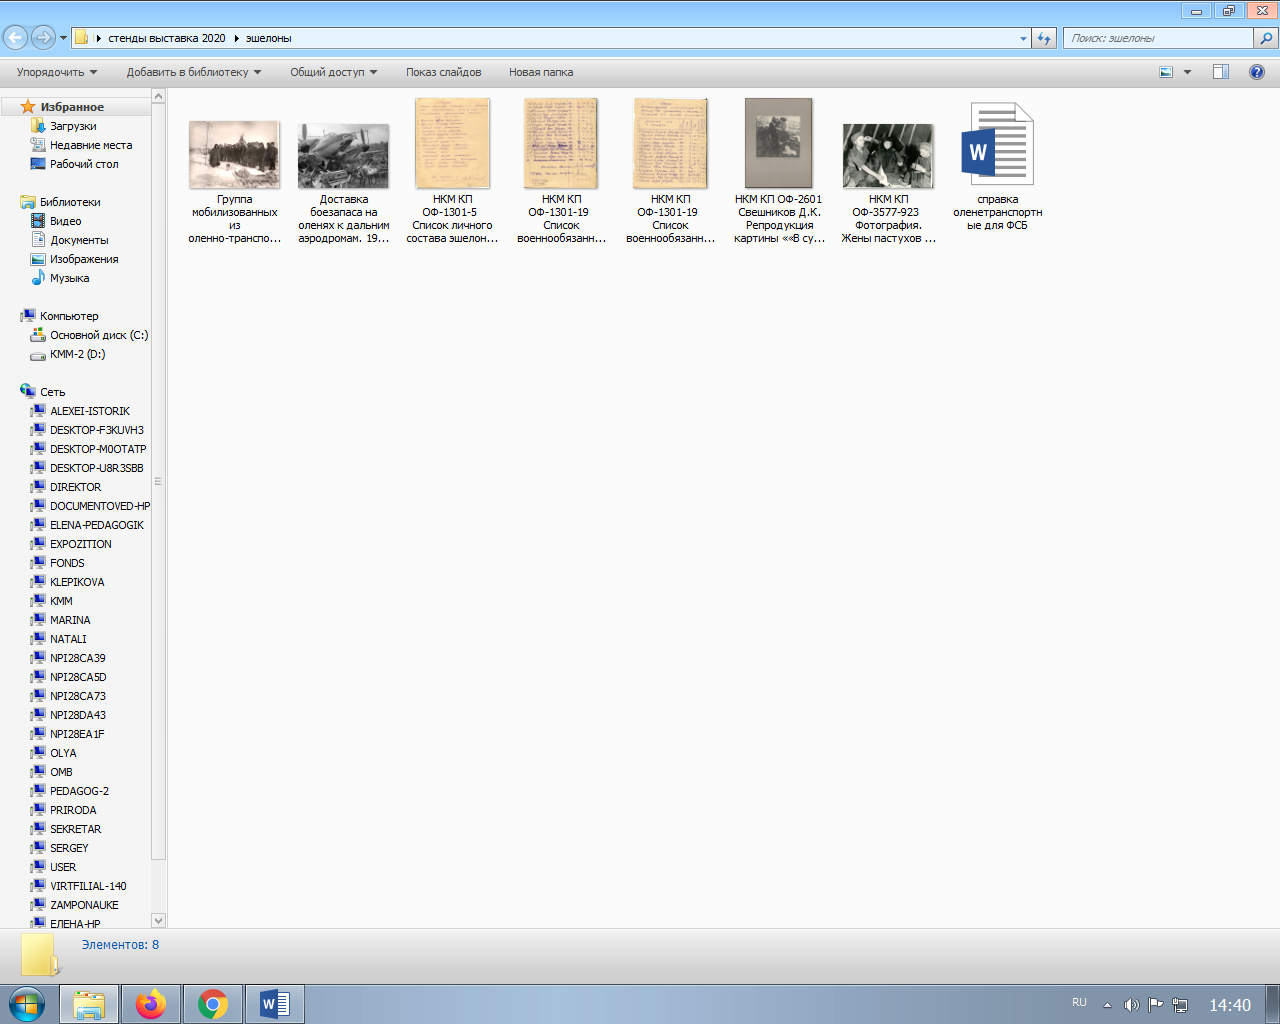 стенды выставка 2020 эшелоны
Поиск: эшелоны
Упорядочить Добавить в библиотеку Общий доступ Показ слайдов Новая папка
Избранное
Загрузки
Недавние места
Рабочий стол
Библиотеки
Видео
Документы
Изображения
Музыка
Компьютер
Основной диск (C:)
KMM-2 (D:)
Сеть
ALEXEI-ISTORIK
DESKTOP-F3KUVH3
DESKTOP-M0OTATP
DESKTOP-U8R3SBB
DIREKTOR
DOCUMENTOVED-HP
ELENA-PEDAGOGIK
EXPOZITION
FONDS
KLEPIKOVA
KMM
MARINA
NATALI
NPI28CA39
NPI28CA5D
NPI28CA73
NPI28DA43
NPI28EA1F
OLYA
OMB
PEDAGOG-2
PRIRODA
SEKRETAR
SERGEY
USER
VIRTFILIAL-140
ZAMPONAUKE
ЕЛЕНА-HP
Группа
мобилизованных
из
оленно-транспо...
Доставка
боезапаса на
оленях к дальним
аэродромам. 19...
НКМ КП
ОФ-1301-5
Список личного
состава эшелон...
НКМ КП
ОФ-1301-19
Список
военнообязанн...
НКМ КП
ОФ-1301-19
Список
военнообязанн...
НКМ КП ОФ-2601
Свешников Д.К.
Репродукция
картины ««В су...
НКМ КП
ОФ-3577-923
Фотография.
Жены пастухов ...
W
справка
оленетранспортн
ые для ФСБ
Элементов: 8
W
RU
14:40